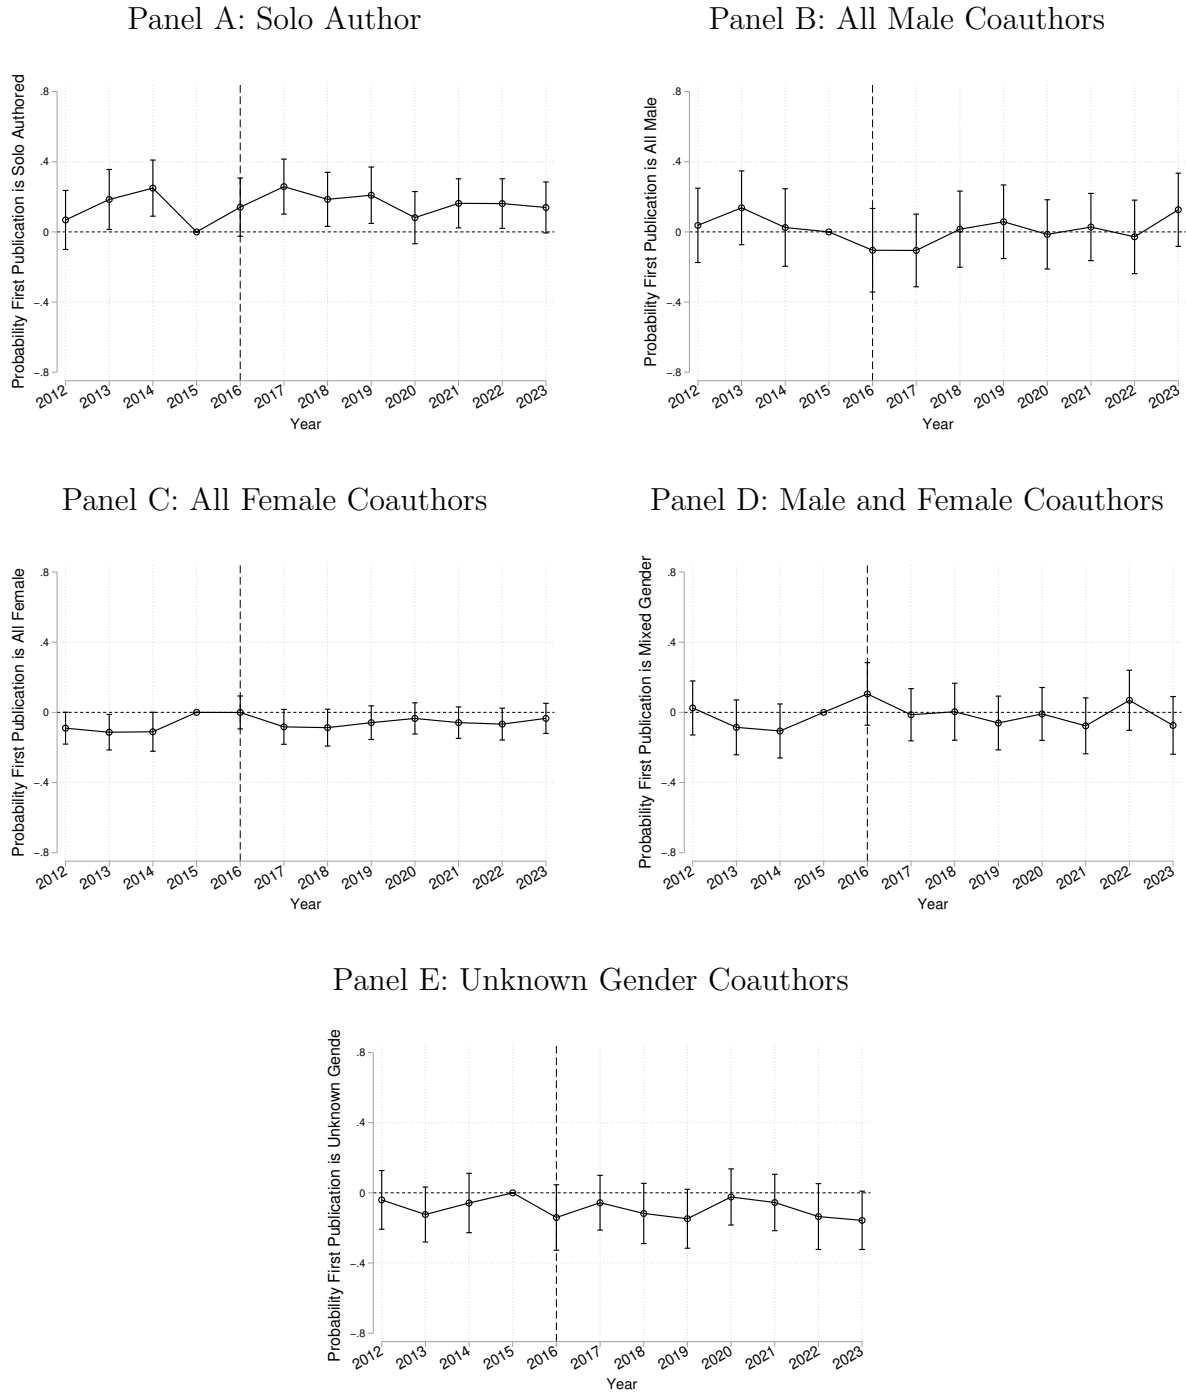 Panel A: Solo Author
Probability First Publication is Solo Authored
.8
.4
0
−.4
−.8
2012 2013 2014 2015 2016 2017 2018 2019 2020 2021 2022 2023
Year
Panel B: All Male Coauthors
Probability First Publication is All Male
.8
.4
0
−.4
−.8
2012 2013 2014 2015 2016 2017 2018 2019 2020 2021 2022 2023
Year
Panel C: All Female Coauthors
Probability First Publication is All Female
.8
.4
0
−.4
−.8
2012 2013 2014 2015 2016 2017 2018 2019 2020 2021 2022 2023
Year
Panel D: Male and Female Coauthors
Probability First Publication is Mixed Gender
.8
.4
0
−.4
−.8
2012 2013 2014 2015 2016 2017 2018 2019 2020 2021 2022 2023
Year
Panel E: Unknown Gender Coauthors
Probability First Publication is Unknown Gende
.8
.4
0
−.4
−.8
2012 2013 2014 2015 2016 2017 2018 2019 2020 2021 2022 2023
Year